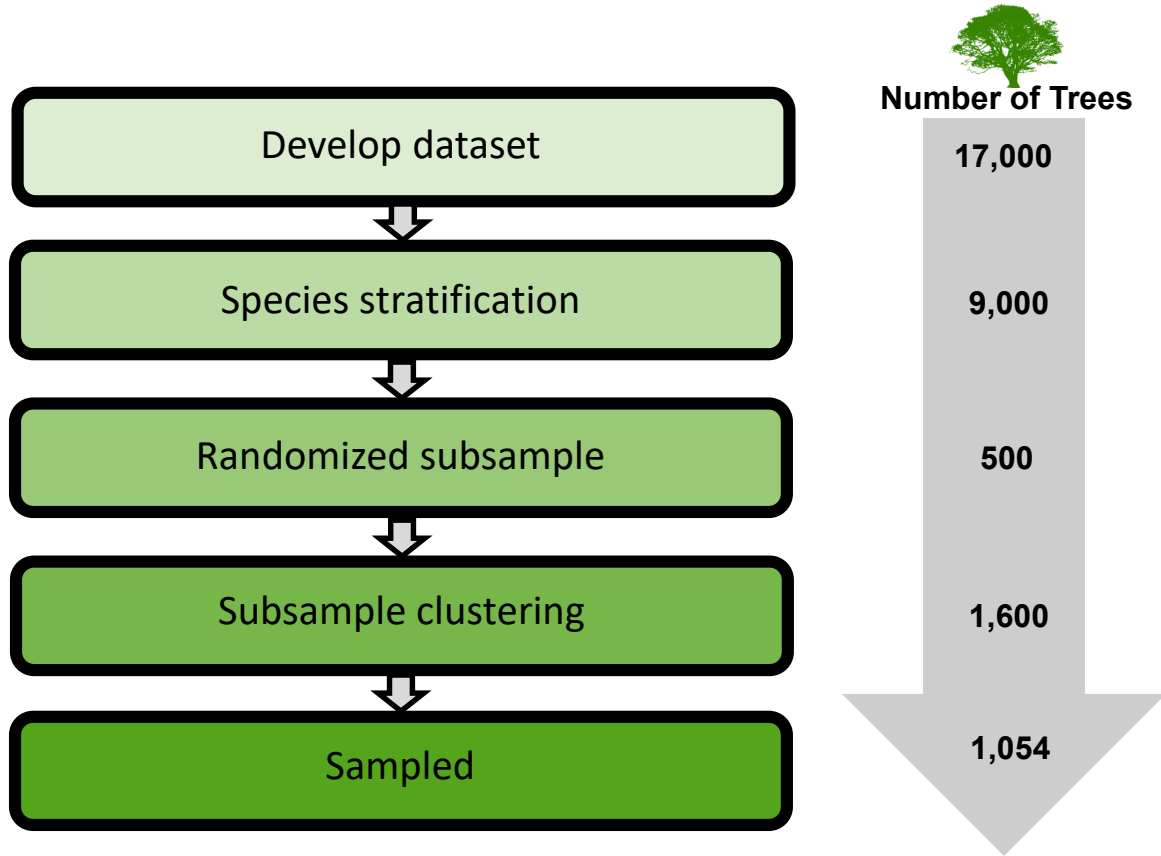 Number of Trees
Develop dataset
17,000
Species stratification
9,000
Randomized subsample
500
Subsample clustering
1,600
Sampled
1,054